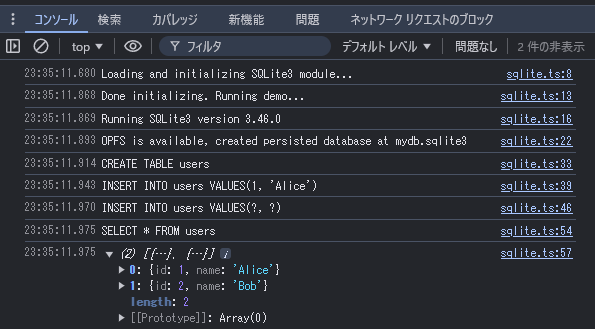 コンソール 検索 カバレッジ 新機能 問題 ネットワーク リクエストのブロック
top フィルタ デフォルト レベル 問題なし 2 件の非表示
23:35:11.680 Loading and initializing SQLite3 module... sqlite.ts:8
23:35:11.868 Done initializing. Running demo... sqlite.ts:13
23:35:11.869 Running SQLite3 version 3.46.0 sqlite.ts:16
23:35:11.893 OPFS is available, created persisted database at mydb.sqlite3 sqlite.ts:22
23:35:11.914 CREATE TABLE users sqlite.ts:33
23:35:11.943 INSERT INTO users VALUES(1, 'Alice') sqlite.ts:39
23:35:11.970 INSERT INTO users VALUES(?, ?) sqlite.ts:46
23:35:11.975 SELECT * FROM users sqlite.ts:54
23:35:11.975 (2) [{…}, {…}] i sqlite.ts:57
0: {id: 1, name: 'Alice'}
1: {id: 2, name: 'Bob'}
length: 2
[[Prototype]]: Array(0)